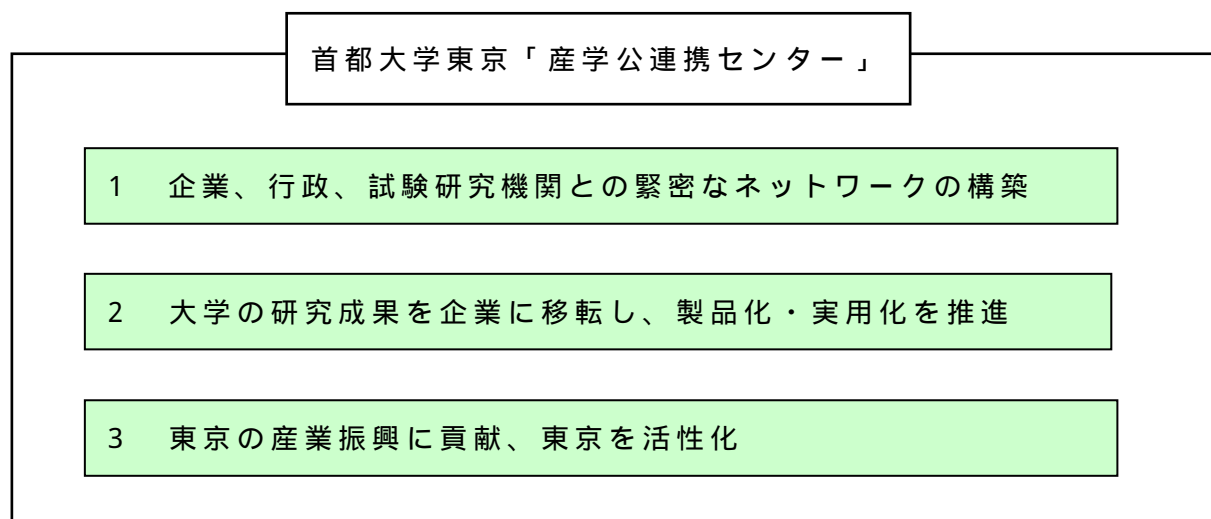 首都大学東京「産学公連携センター」
1 企業、行政、試験研究機関との緊密なネットワークの構築
2 大学の研究成果を企業に移転し、製品化・実用化を推進
3 東京の産業振興に貢献、東京を活性化